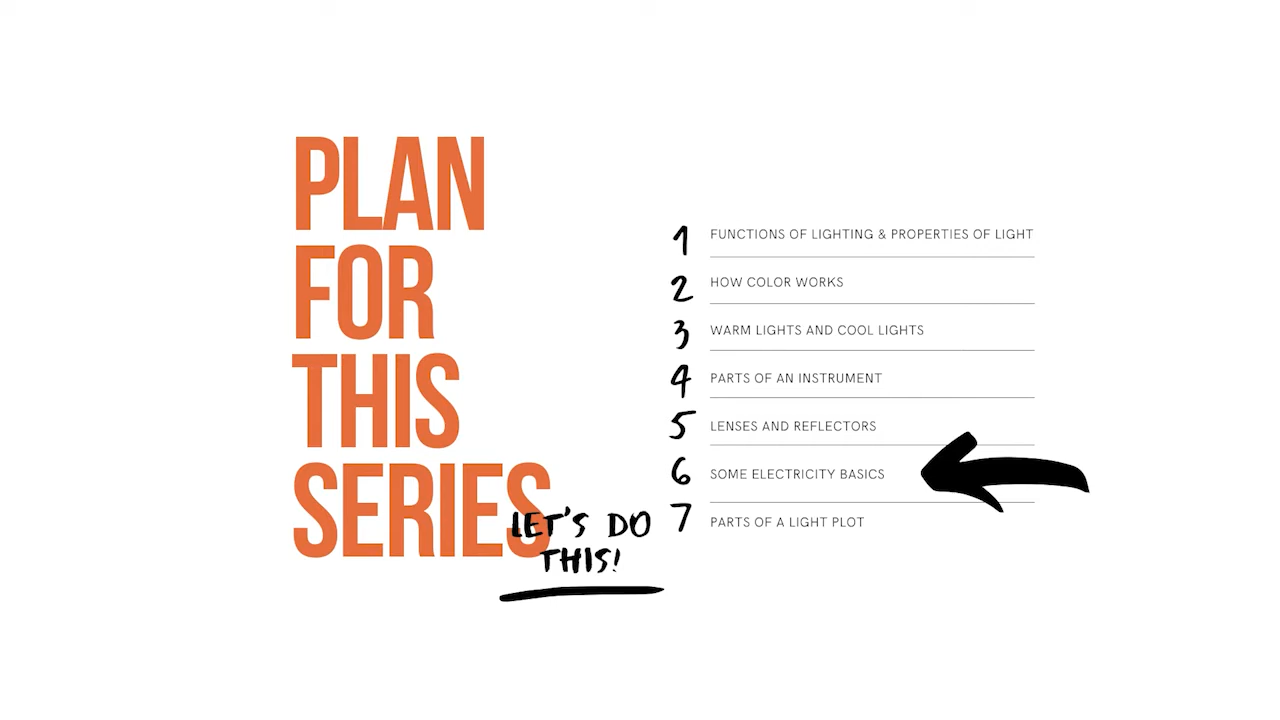 PLAN
FOR
THIS
SERIES
LET'S DO
THIS!
1 FUNCTIONS OF LIGHTING & PROPERTIES OF LIGHT
2 HOW COLOR WORKS
3 WARM LIGHTS AND COOL LIGHTS
4 PARTS OF AN INSTRUMENT
5 LENSES AND REFLECTORS
6 SOME ELECTRICITY BASICS
7 PARTS OF A LIGHT PLOT